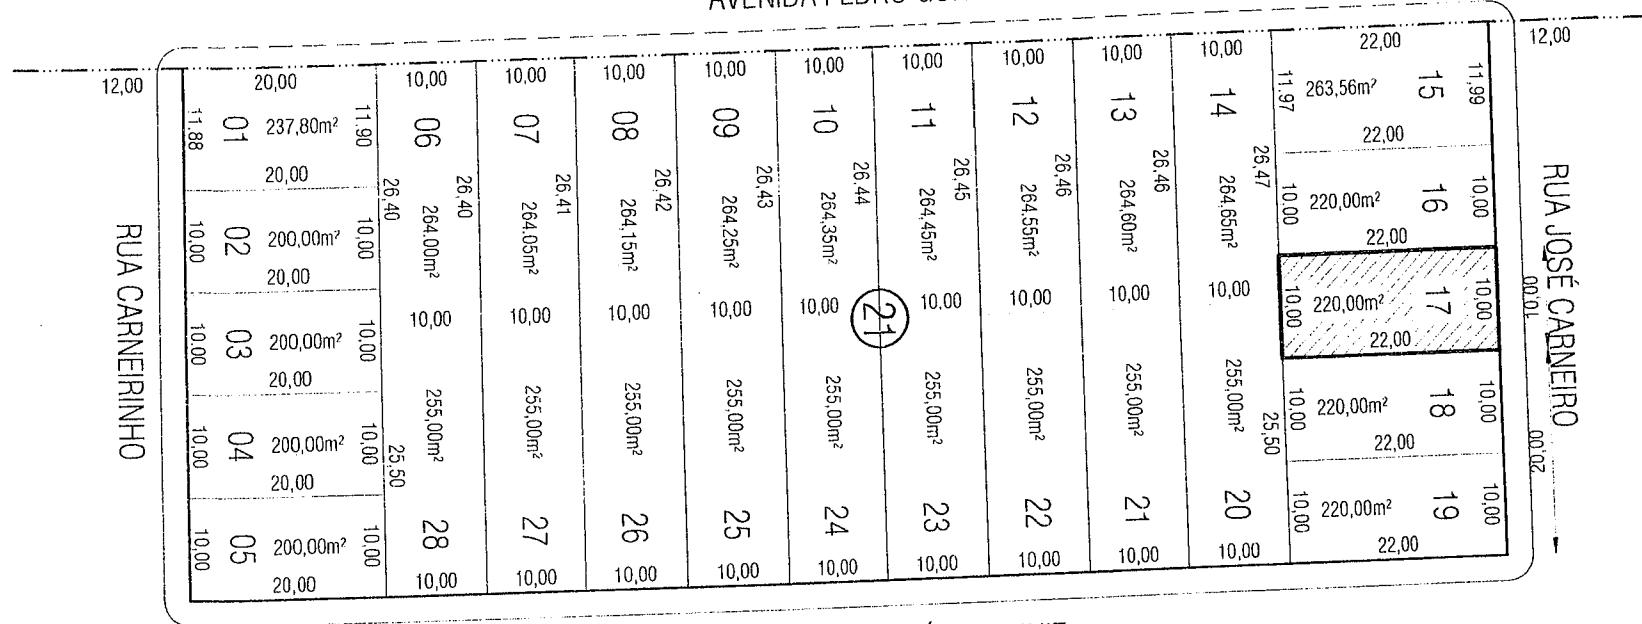 AVENIDA PEDRO
12,00 20,00 10,00 10,00 10,00 10,00 10,00 10,00 10,00 10,00 10,00 22,00 12,00
11.88 01 237,80m² 11.90
20,00
10,00 02 200,00m² 10,00
20,00
10,00 03 200,00m² 10,00
20,00
10,00 04 200,00m² 10,00
20,00
10,00 05 200,00m² 10,00
20,00
RUA CARNEIRINHO
06 07 08 09 10 11 12 13 14
26,40 26,40 26,41 26,42 26,43 26,44 26,45 26,46 26,46 26,47
264.00m² 264.05m² 264,15m² 264.25m² 264,35m² 264,45m² 264.55m² 264,60m² 264,65m²
10,00 10,00 10,00 10,00 10,00 10,00 10,00 10,00 10,00
21
255,00m² 255,00m² 255,00m² 255,00m² 255,00m² 255,00m² 255,00m² 255,00m² 255,00m²
25,50 25,50
28 27 26 25 24 23 22 21 20
10,00 10,00 10,00 10,00 10,00 10,00 10,00 10,00 10,00
11.97 263,56m² 15 11,99
22,00
10,00 220,00m² 16 10,00
22,00
10,00 220,00m² 17 10,00
22,00
10,00 220,00m² 18 10,00
22,00
10,00 220,00m² 19 10,00
22,00
RUA JOSÉ CARNEIRO
10,00
20,00